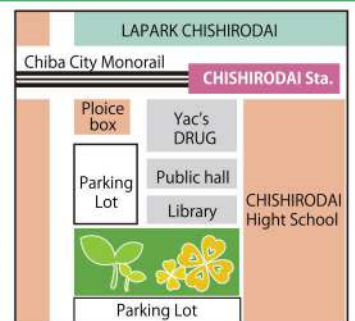 LAPARK CHISHIRODAI
Chiba City Monorail
CHISHIRODAI Sta.
Ploice
box
Yac's
DRUG
Parking
Lot
Public hall
Library
CHISHIRODAI
Hight School
Parking Lot